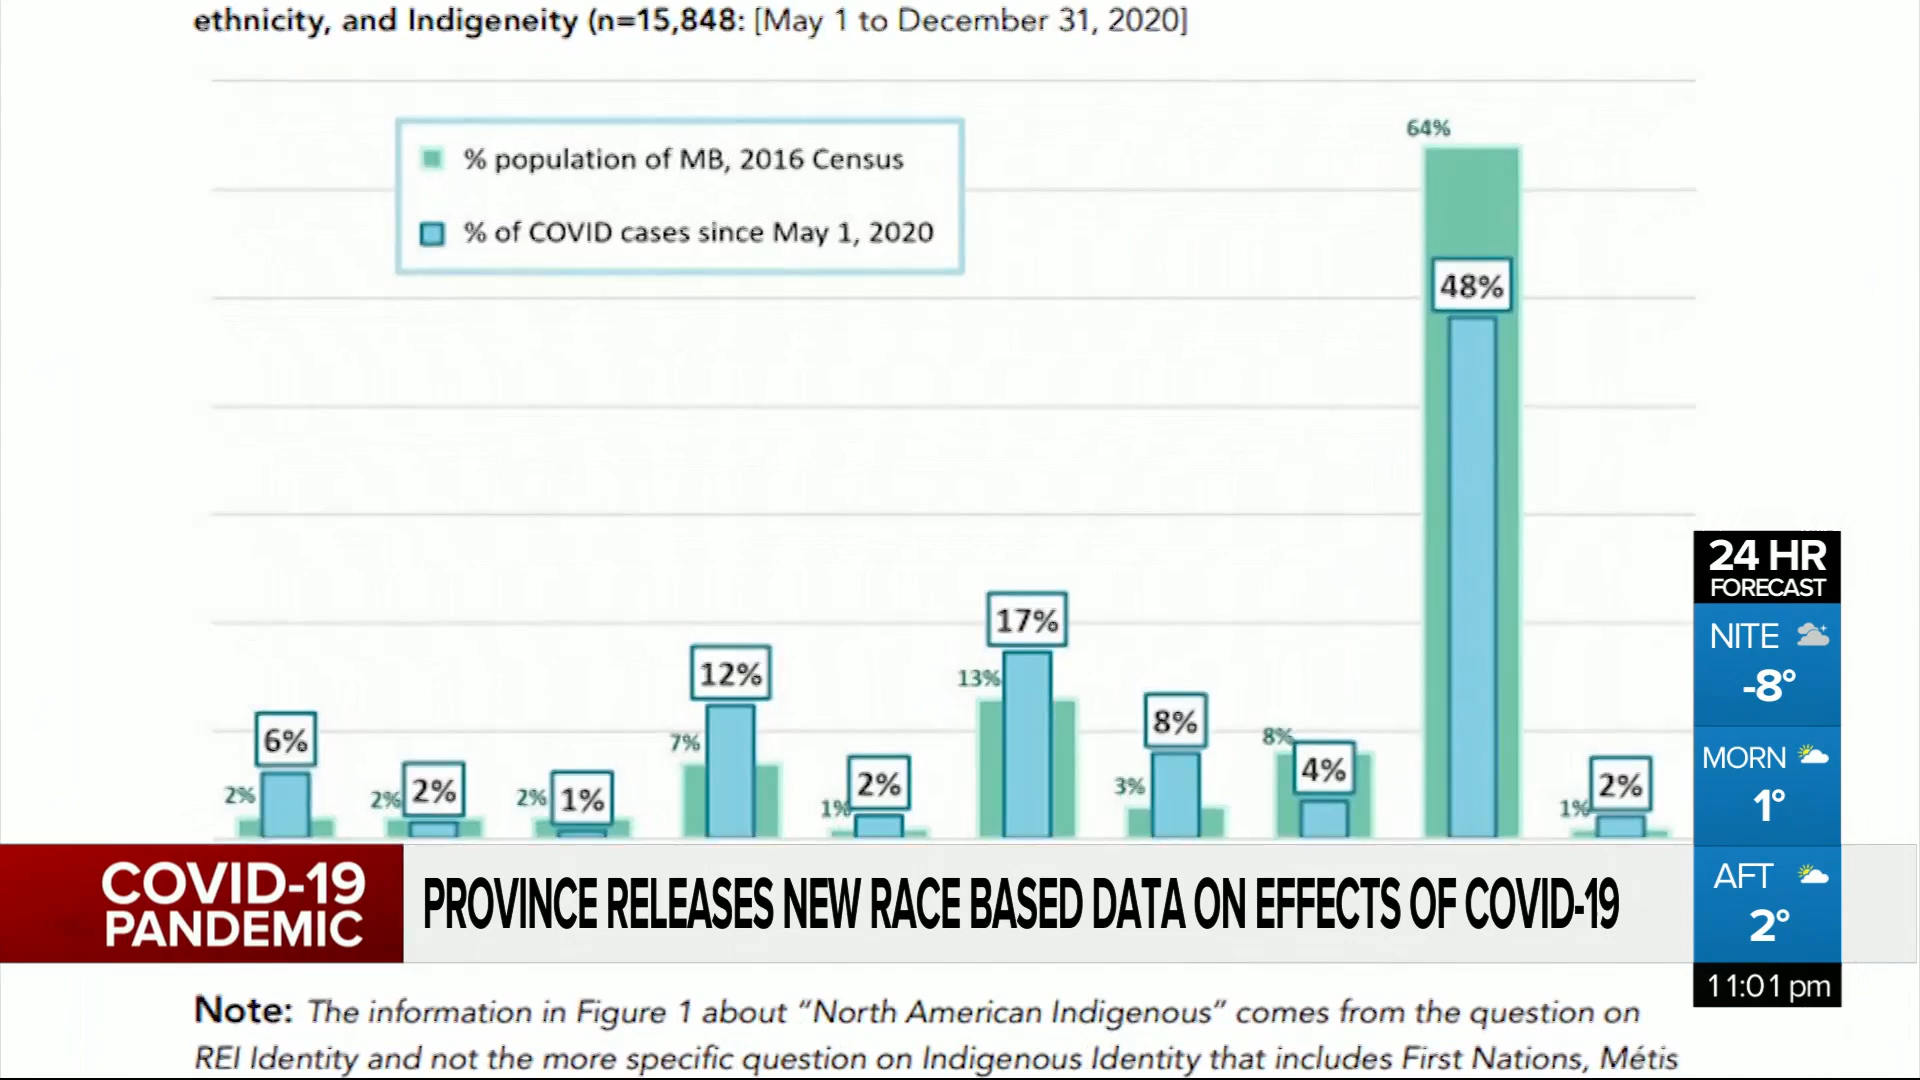 ethnicity, and Indigeneity (n=15,848: [May 1 to December 31, 2020]
% population of MB, 2016 Census
% of COVID cases since May 1, 2020
2%
6%
2%
2%
2%
1%
7%
12%
1%
2%
13%
17%
3%
8%
8%
4%
64%
48%
1%
2%
24 HR
FORECAST
NITE
-8°
MORN
1°
AFT
2°
11:01 pm
COVID-19
PANDEMIC
PROVINCE RELEASES NEW RACE BASED DATA ON EFFECTS OF COVID-19
Note: The information in Figure 1 about “North American Indigenous” comes from the question on
REI Identity and not the more specific question on Indigenous Identity that includes First Nations, Métis